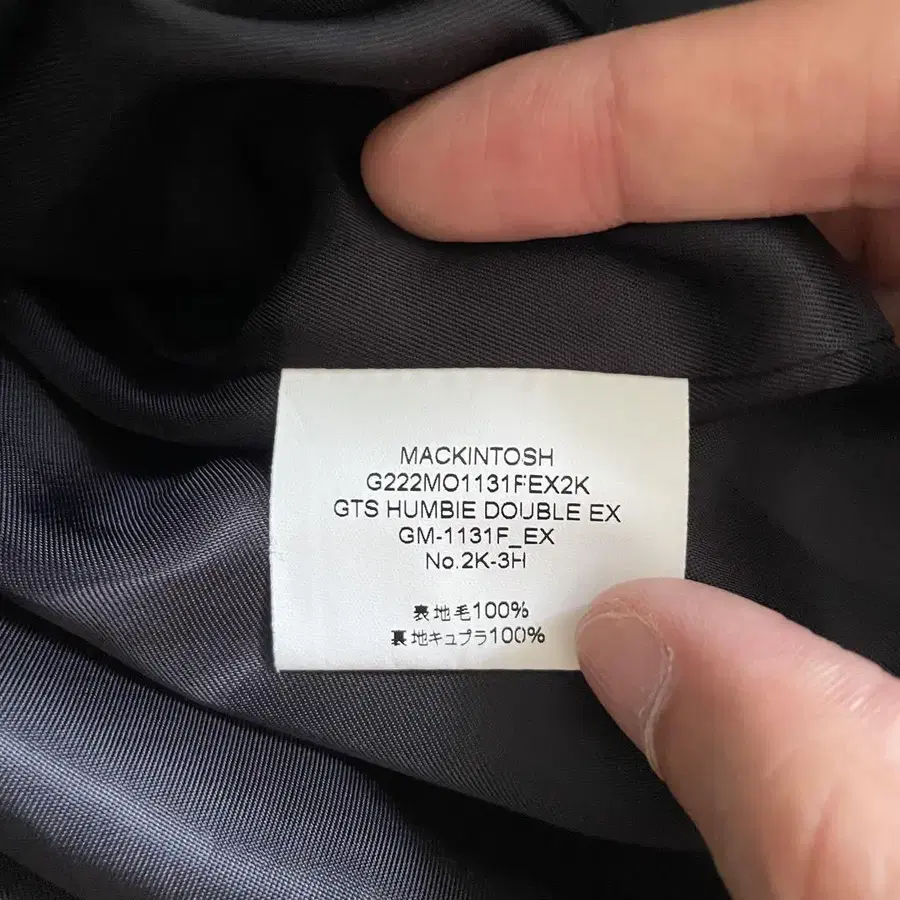 MACKINTOSH
G222MO1131FEX2K
GTS HUMBIE DOUBLE EX
GM-1131F_EX
No.2K-3H
表地毛100%
裏地キュプラ100%